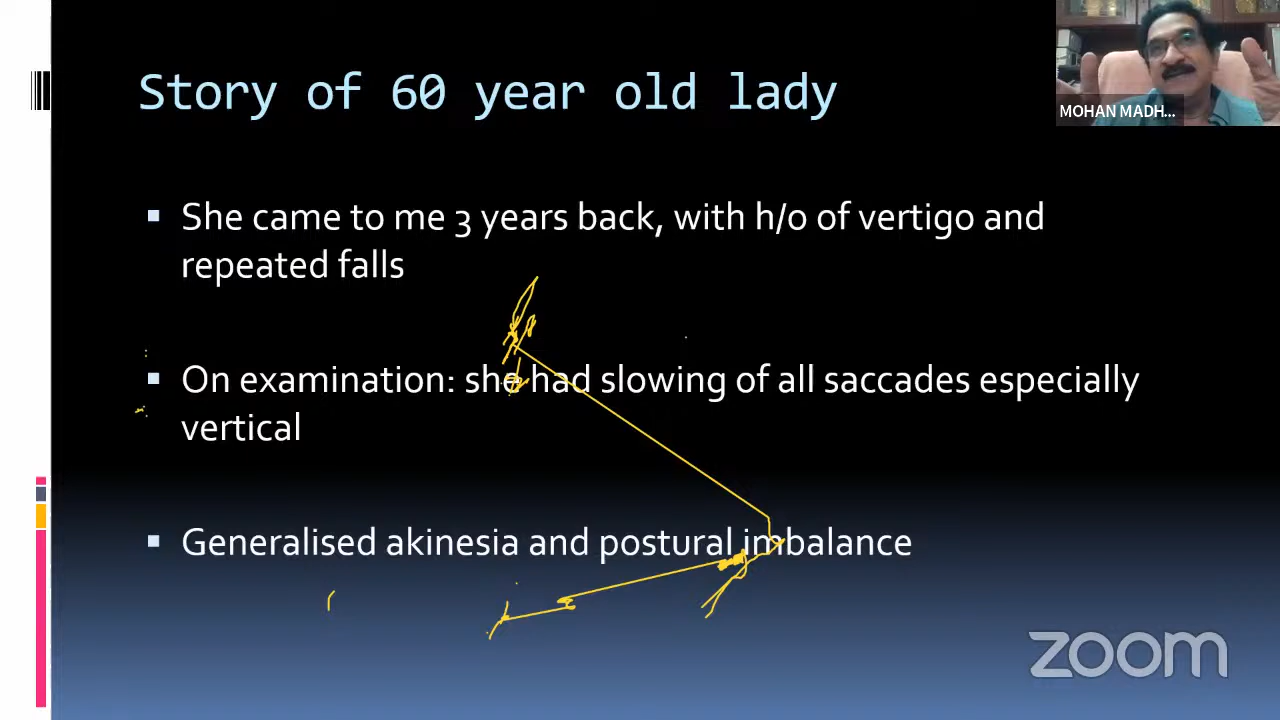 Story of 60 year old lady
MOHAN MADH...
She came to me 3 years back, with h/o of vertigo and
repeated falls
On examination: she had slowing of all saccades especially
vertical
Generalised akinesia and postural imbalance
zoom